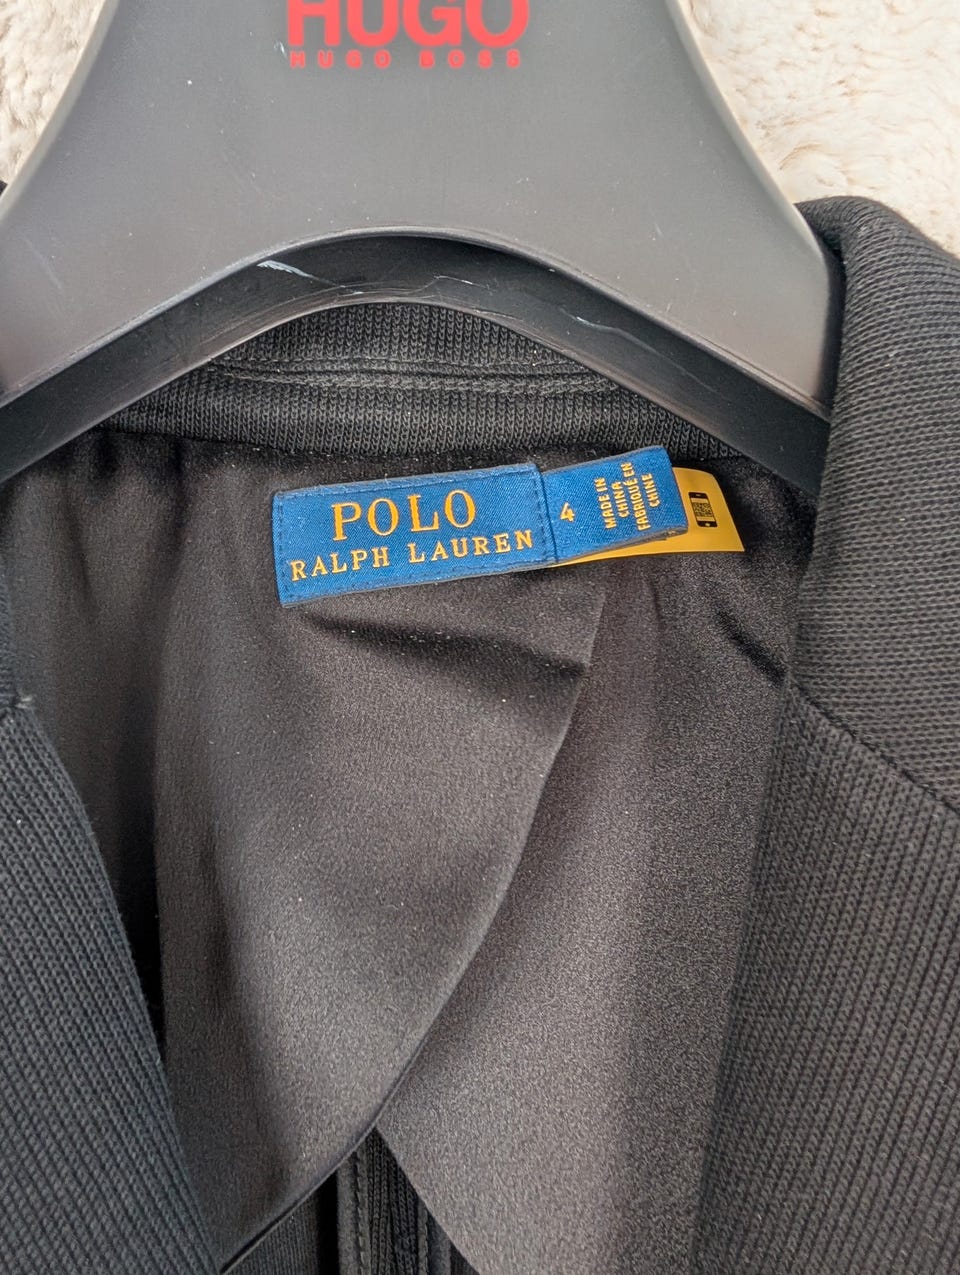 HUGO
HUGO BOSS
POLO
RALPH LAUREN
4
MADE IN
CHINA
FABRIQUÉ EN
CHINE